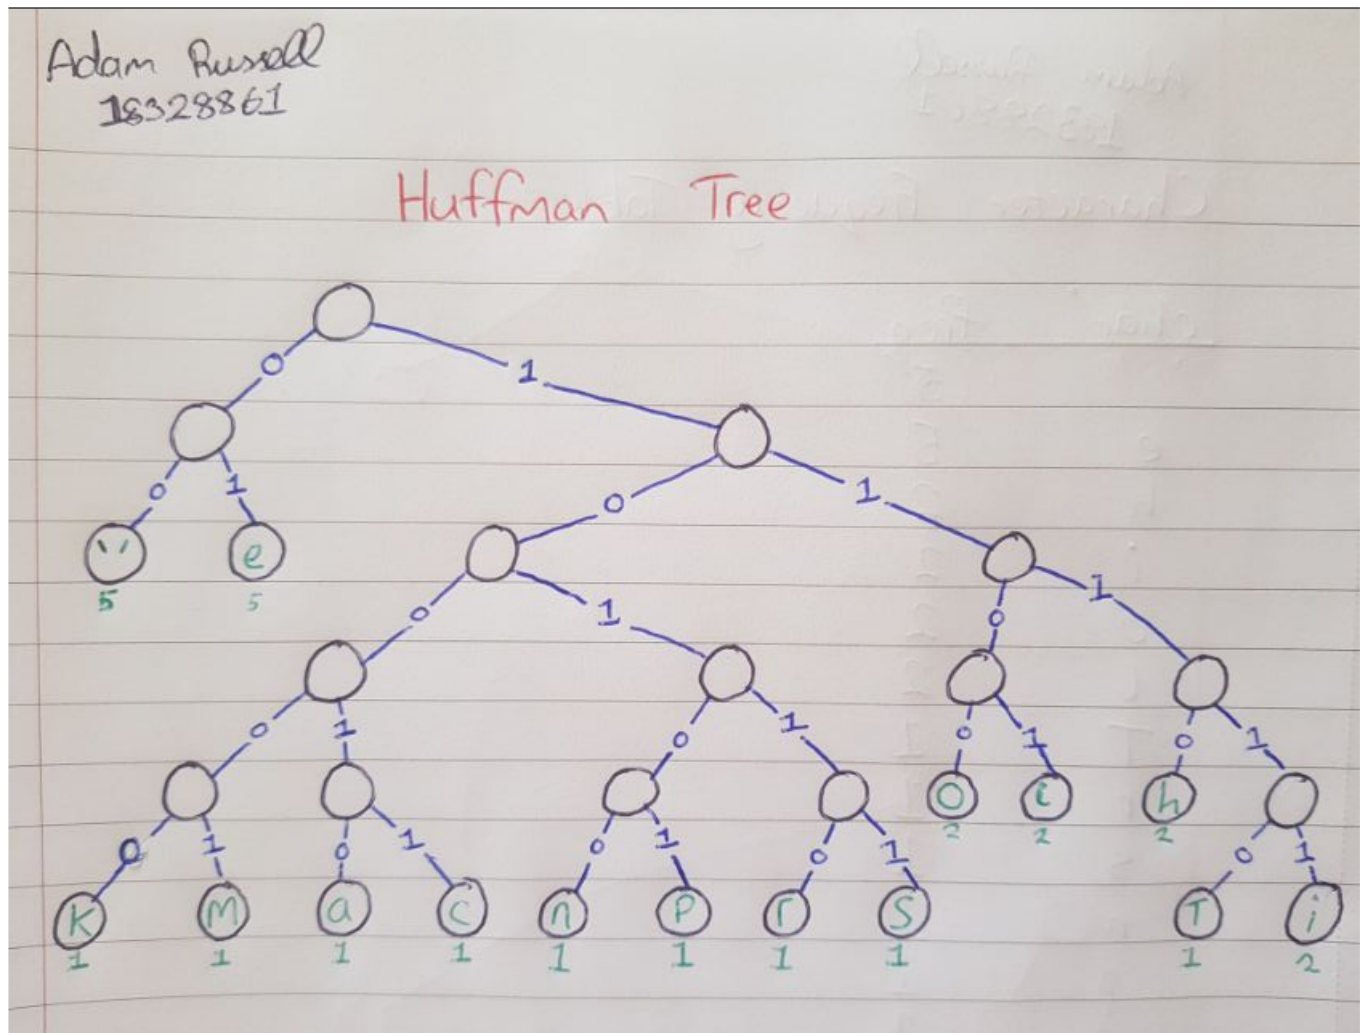 Adam Russell
18328861
Huffman Tree
0 1
0 1 0 1
'' e
5 5
0 1 0 1
0 1 0 1 0 1 0 1
o i h
2 2 2
0 1 0 1 0 1 0 1 0 1
K M a c n P r S T i
1 1 1 1 1 1 1 1 1 2